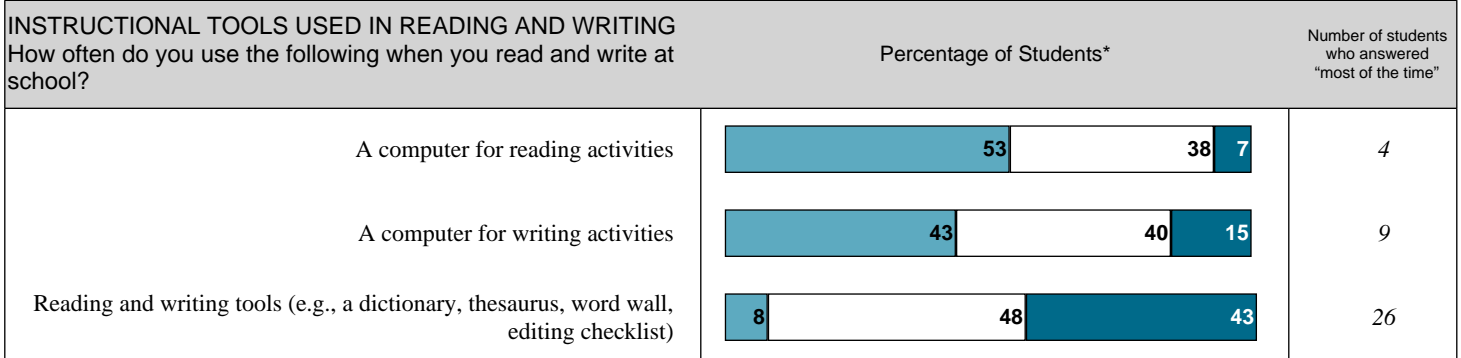 INSTRUCTIONAL TOOLS USED IN READING AND WRITING
How often do you use the following when you read and write at
school?
Percentage of Students*
Number of students
who answered
“most of the time”
A computer for reading activities
53 38 7
4
A computer for writing activities
43 40 15
9
Reading and writing tools (e.g., a dictionary, thesaurus, word wall,
editing checklist)
8 48 43
26